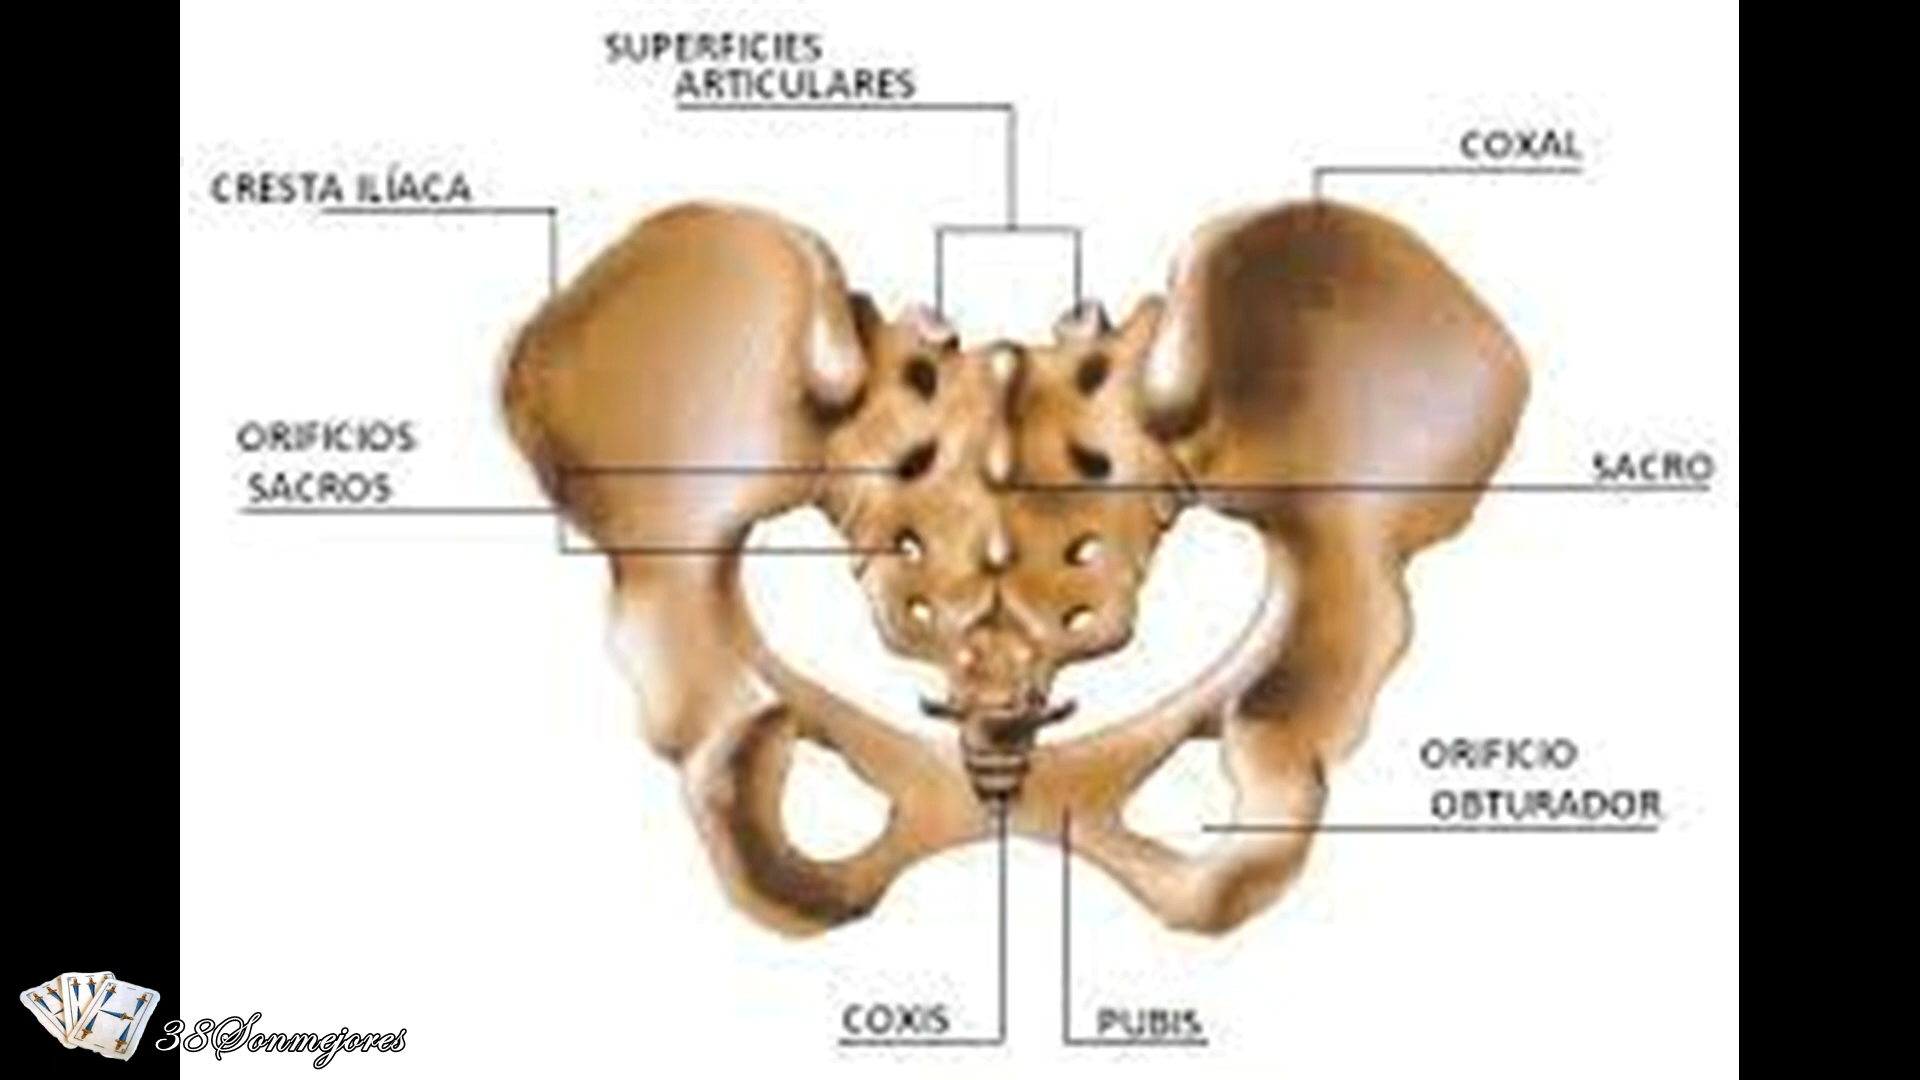 SUPERFICIES
ARTICULARES
COXAL
CRESTA ILÍACA
ORIFICIOS
SACROS
SACRO
ORIFICIO
OBTURADOR
COXIS
PUBIS
38Sonmejores